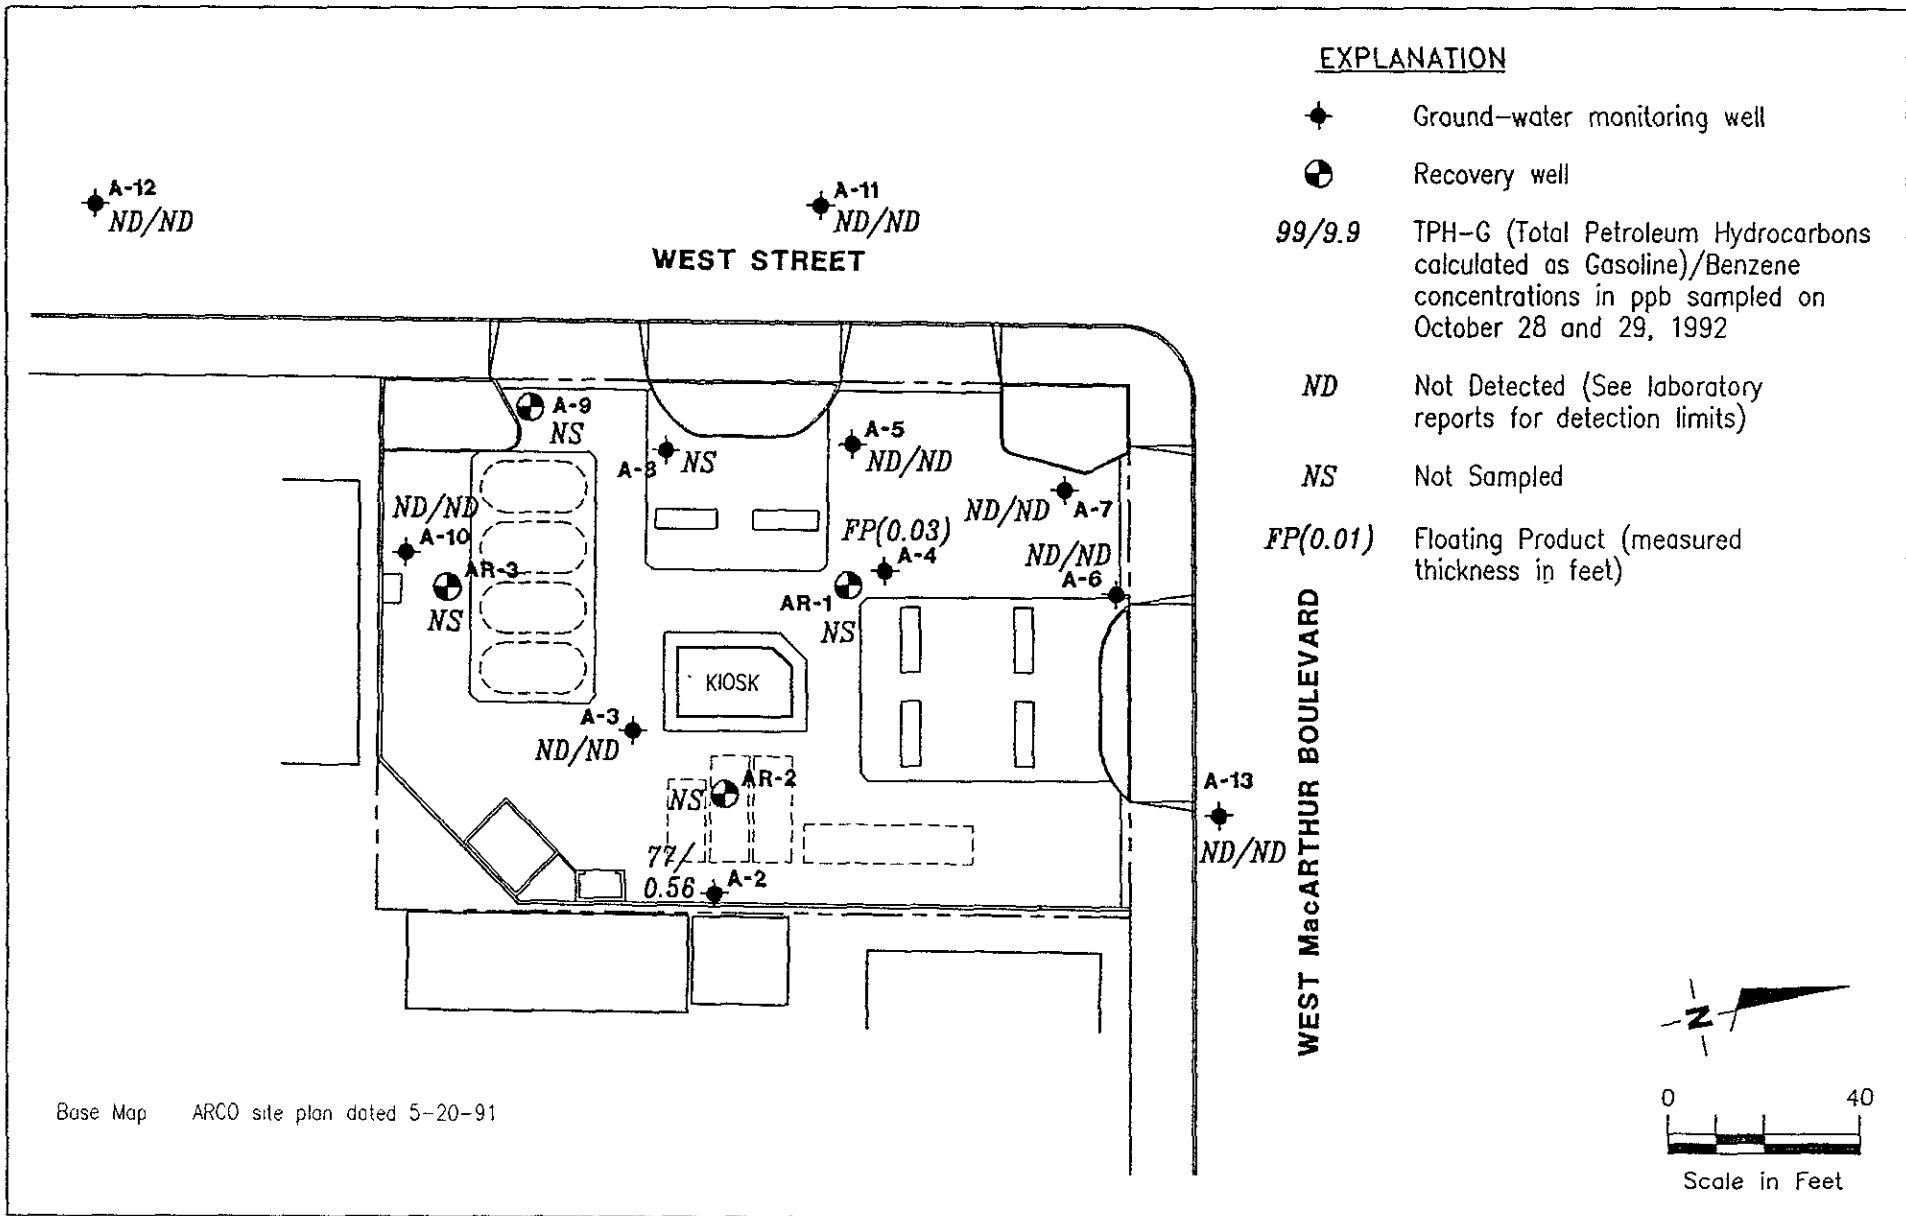 EXPLANATION
Ground-water monitoring well
Recovery well
99/9.9 TPH-G (Total Petroleum Hydrocarbons
calculated as Gasoline)/Benzene
concentrations in ppb sampled on
October 28 and 29, 1992
ND Not Detected (See laboratory
reports for detection limits)
NS Not Sampled
FP(0.01) Floating Product (measured
thickness in feet)
A-12
ND/ND
A-11
ND/ND
WEST STREET
A-9
NS
A-8 NS
A-5
ND/ND
ND/ND
A-7
ND/ND
A-10
FP(0.03)
A-4
ND/ND
A-6
AR-3
NS
AR-1
NS
KIOSK
A-3
ND/ND
AR-2
NS
77/
0.56
A-2
A-13
ND/ND
WEST MacARTHUR BOULEVARD
N
0 40
Scale in Feet
Base Map ARCO site plan dated 5-20-91